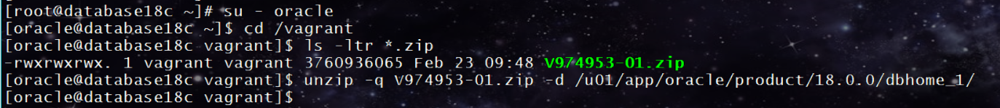 [root@database18c ~]# su - oracle
[oracle@database18c ~]$ cd /vagrant
[oracle@database18c vagrant]$ ls -ltr *.zip
-rwxrwxrwx. 1 vagrant vagrant 3760936065 Feb 23 09:48 V974953-01.zip
[oracle@database18c vagrant]$ unzip -q V974953-01.zip -d /u01/app/oracle/product/18.0.0/dbhome_1/
[oracle@database18c vagrant]$